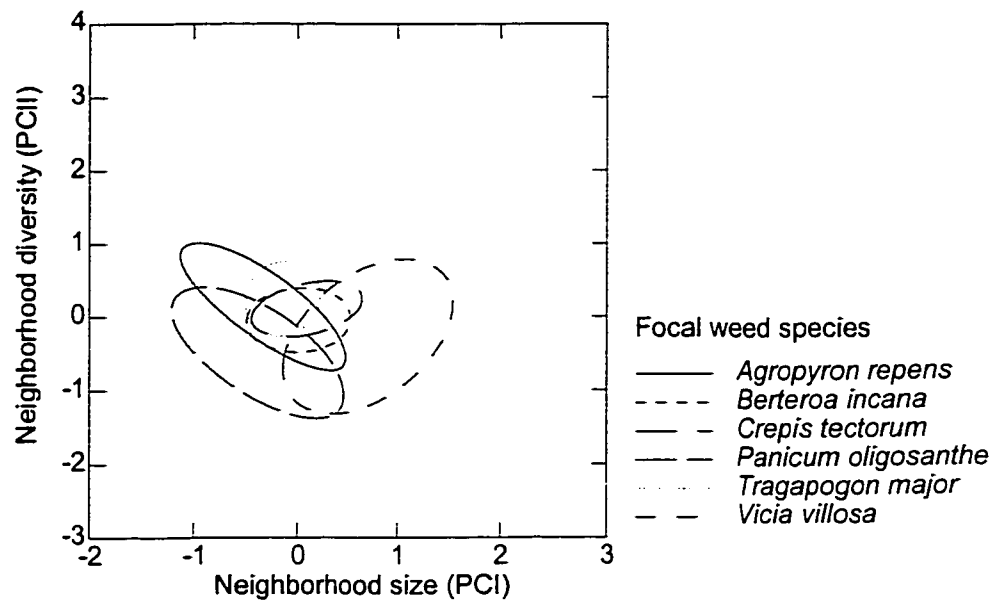 4
3
2
1
0
-1
-2
-3
Neighborhood diversity (PCII)
-2 -1 0 1 2 3
Neighborhood size (PCI)
Focal weed species
Agropyron repens
Berteroa incana
Crepis tectorum
Panicum oligosanthe
Tragapogon major
Vicia villosa